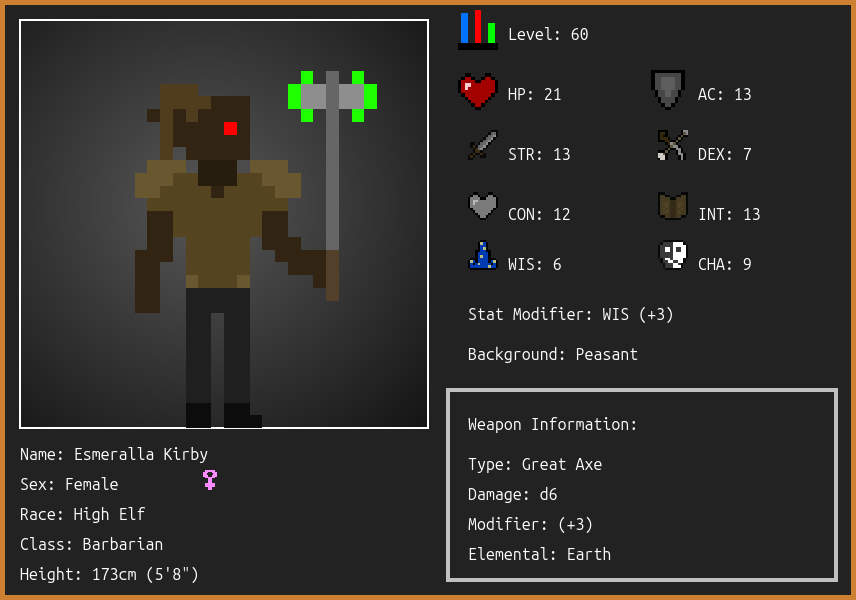 Level: 60
HP: 21
AC: 13
STR: 13
DEX: 7
CON: 12
INT: 13
WIS: 6
CHA: 9
Stat Modifier: WIS (+3)
Background: Peasant
Weapon Information:
Type: Great Axe
Damage: d6
Modifier: (+3)
Elemental: Earth
Name: Esmeralla Kirby
Sex: Female
Race: High Elf
Class: Barbarian
Height: 173cm (5'8")